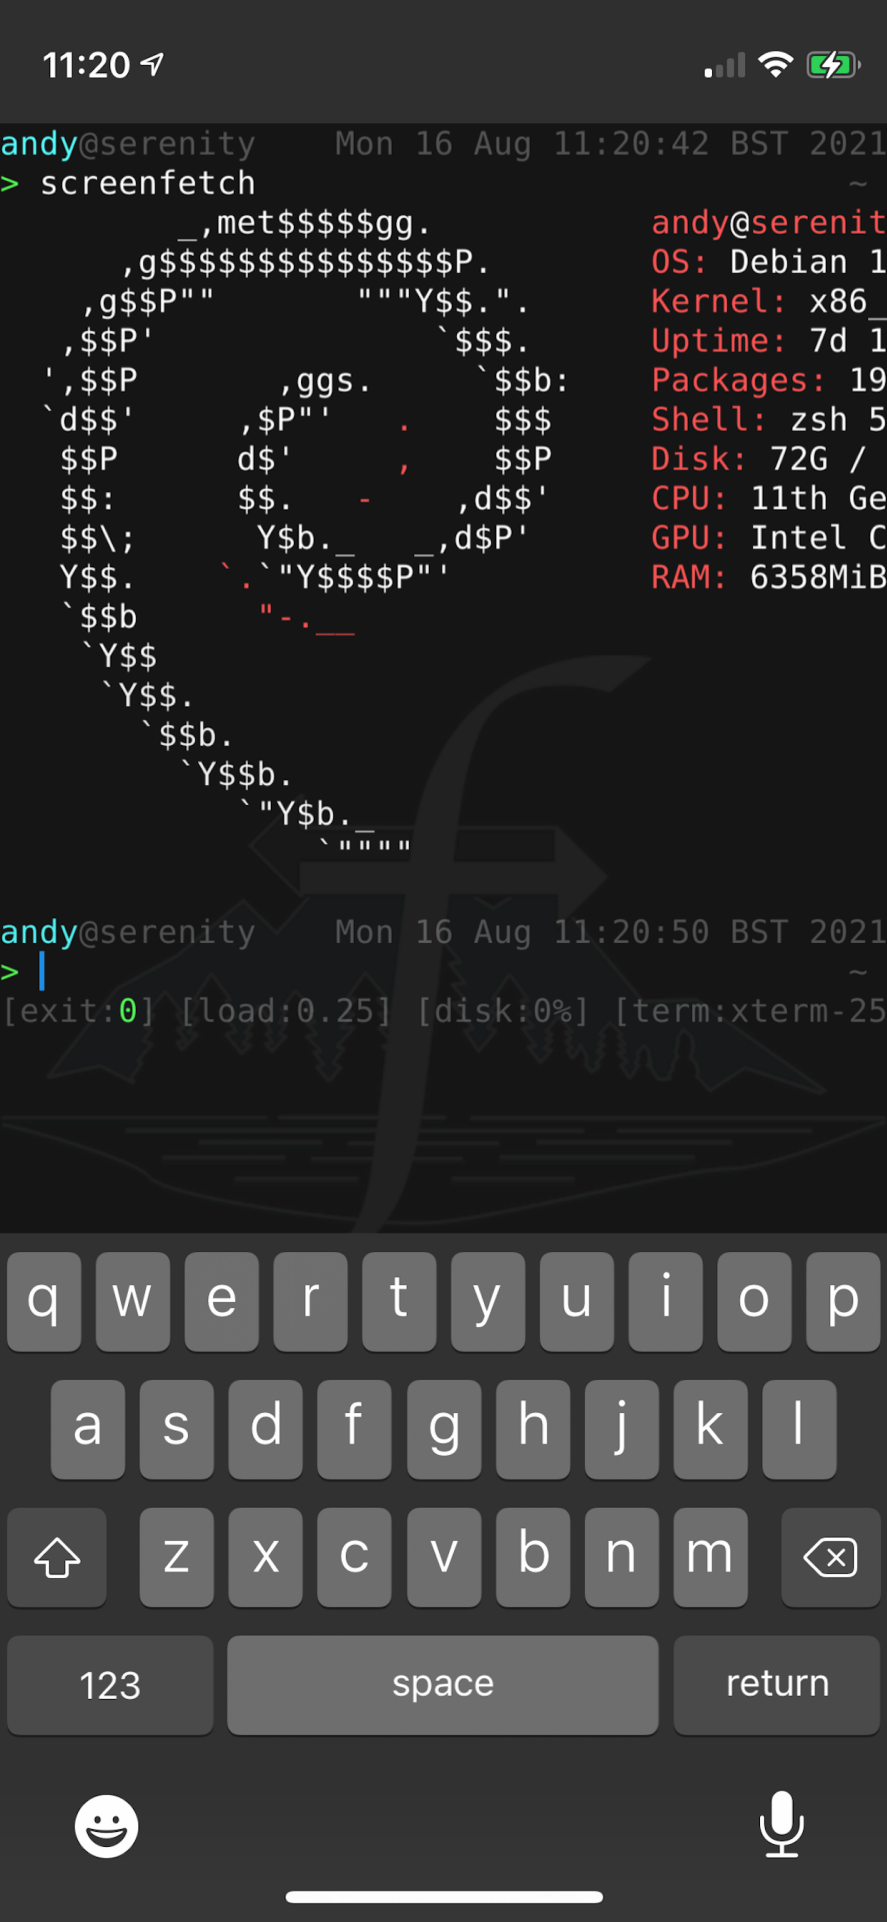 11:20
andy@serenity    Mon 16 Aug 11:20:42 BST 2021
> screenfetch                              ~
         _,met$$$$$gg.           andy@serenit
      ,g$$$$$$$$$$$$$$$P.        OS: Debian 1
    ,g$$P""       """Y$$.".      Kernel: x86_
   ,$$P'              `$$$.      Uptime: 7d 1
  ',$$P       ,ggs.     `$$b:    Packages: 19
  `d$$'     ,$P"'   .    $$$     Shell: zsh 5
   $$P      d$'     ,    $$P     Disk: 72G /
   $$:      $$.   -    ,d$$'     CPU: 11th Ge
   $$\;      Y$b._   _,d$P'      GPU: Intel C
   Y$$.    `.`"Y$$$$P"'          RAM: 6358MiB
   `$$b      "-.__
    `Y$$
     `Y$$.
       `$$b.
         `Y$$b.
            `"Y$b._
                `""""
andy@serenity    Mon 16 Aug 11:20:50 BST 2021
>                                          ~
[exit:0] [load:0.25] [disk:0%] [term:xterm-25
f
q w e r t y u i o p
a s d f g h j k l
z x c v b n m
123 space return